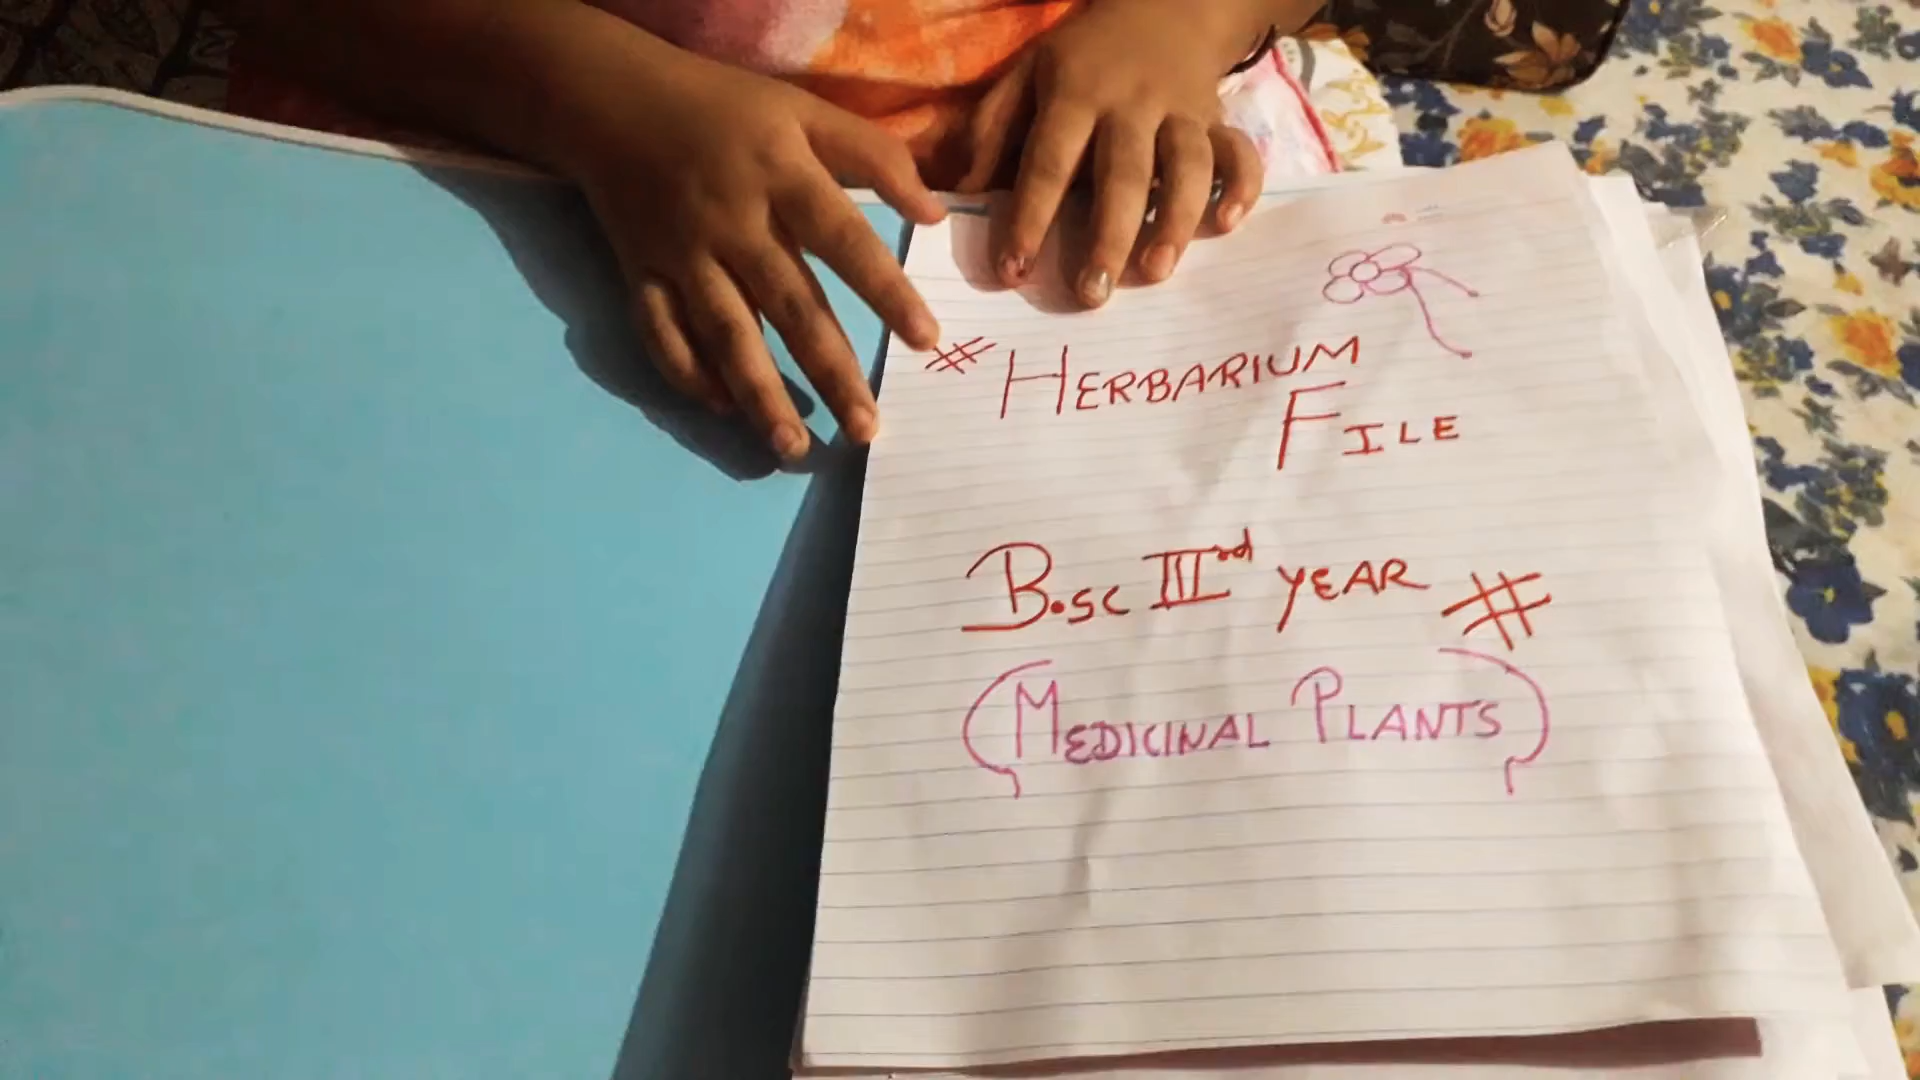 # HERBARIUM
FILE
B.SC IIIrd YEAR #
(MEDICINAL PLANTS)